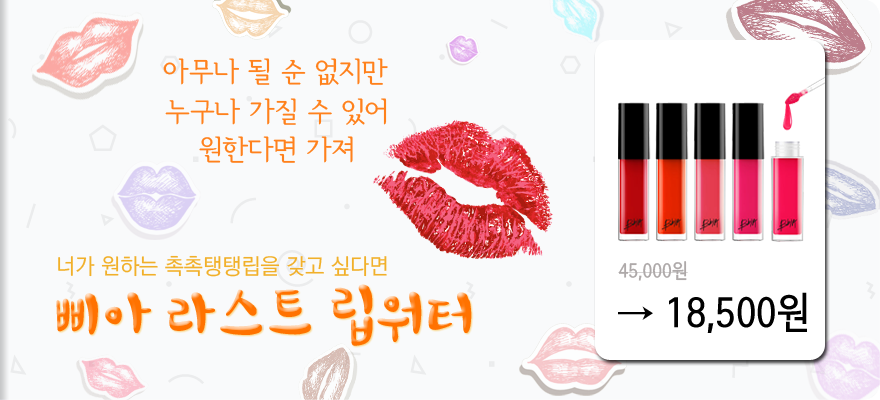 아무나 될 순 없지만
누구나 가질 수 있어
원한다면 가져
너가 원하는 촉촉탱탱립을 갖고 싶다면
삐아 라스트 립워터
45,000원
→ 18,500원